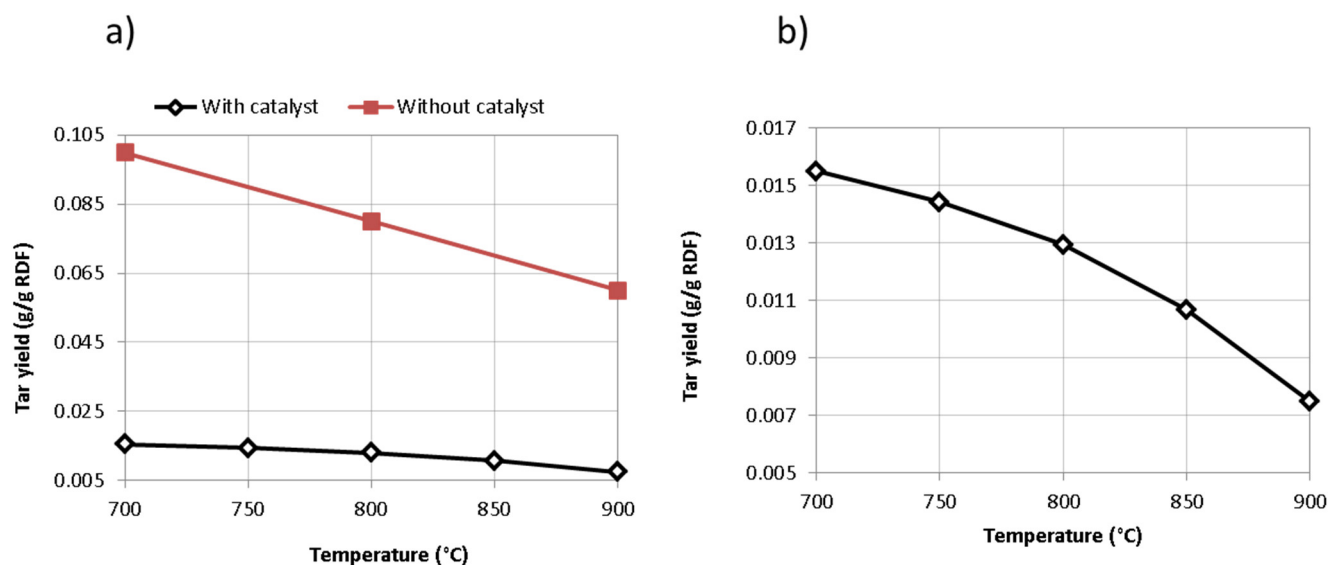 a)
With catalyst
Without catalyst
0.105
0.085
0.065
0.045
0.025
0.005
Tar yield (g/g RDF)
700
750
800
850
900
Temperature (°C)
b)
0.017
0.015
0.013
0.011
0.009
0.007
0.005
Tar yield (g/g RDF)
700
750
800
850
900
Temperature (°C)